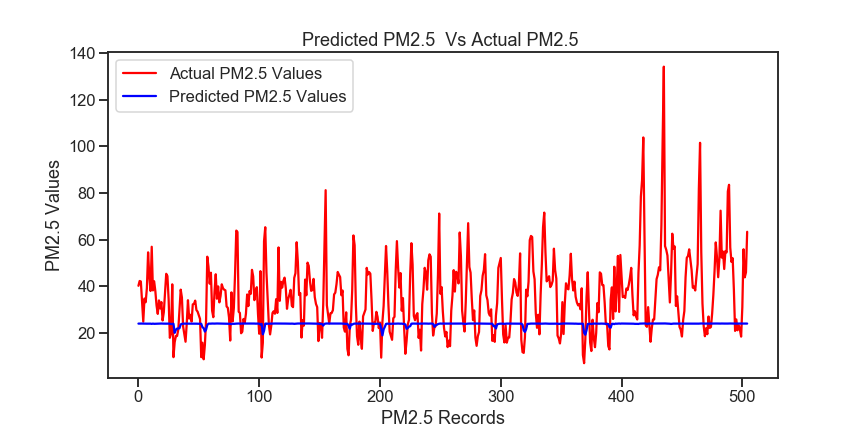 Predicted PM2.5  Vs Actual PM2.5
Actual PM2.5 Values
Predicted PM2.5 Values
PM2.5 Values
140
120
100
80
60
40
20
0 100 200 300 400 500
PM2.5 Records